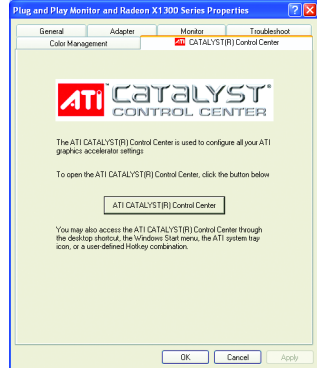 Plug and Play Monitor and Radeon X1300 Series Properties
General Adapter Monitor Troubleshoot
Color Management ATI CATALYST(R) Control Center
ATI CATALYST®
CONTROL CENTER
The ATI CATALYST(R) Control Center is used to configure all your ATI
graphics accelerator settings
To open the ATI CATALYST(R) Control Center, click the button below
ATI CATALYST(R) Control Center
You may also access the ATI CATALYST(R) Control Center through
the desktop shortcut, the Windows Start menu, the ATI system tray
icon, or a user-defined Hotkey combination.
OK Cancel Apply